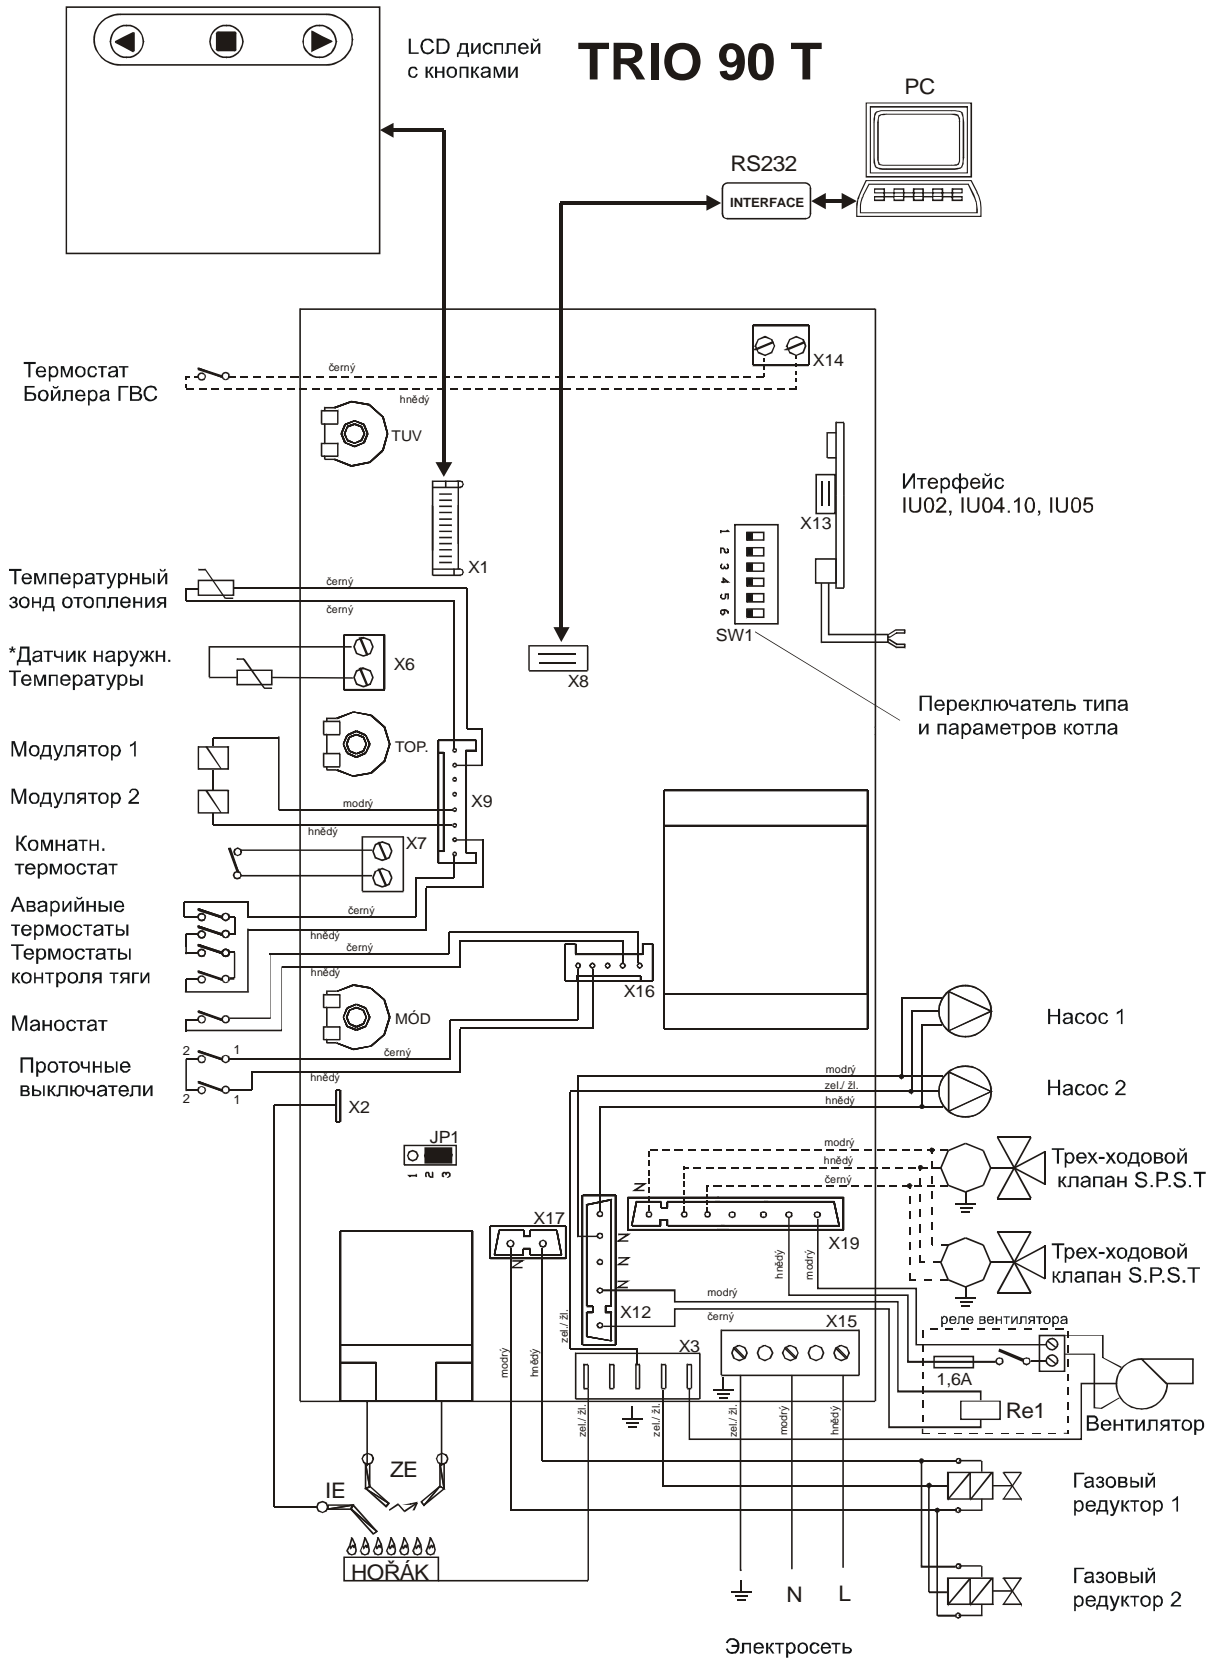 LCD дисплей
с кнопками
TRIO 90 T
PC
RS232
INTERFACE
Термостат
Бойлера ГВС
černý
hnědý
X14
TUV
X1
Итерфейс
IU02, IU04.10, IU05
X13
1
2
3
4
5
6
SW1
Температурный
зонд отопления
černý
černý
*Датчик наружн.
Температуры
X6
X8
Переключатель типа
и параметров котла
TOP.
Модулятор 1
Модулятор 2
modrý
hnědý
X9
Комнатн.
термостат
X7
Аварийные
термостаты
Термостаты
контроля тяги
černý
hnědý
černý
hnědý
X16
Маностат
MÓD
Проточные
выключатели
2
1
2
1
černý
hnědý
X2
JP1
1
2
3
Насос 1
Насос 2
modrý
zel./ žl.
hnědý
modrý
hnědý
černý
Трех-ходовой
клапан S.P.S.T
Трех-ходовой
клапан S.P.S.T
N
X19
X17
N
N
N
X12
hnědý
modrý
modrý
černý
zel./ žl.
X3
X15
реле вентилятора
1,6A
Re1
Вентилятор
modrý
hnědý
zel./ žl.
zel./ žl.
zel./ žl.
modrý
hnědý
ZE
IE
HOŘÁK
Газовый
редуктор 1
Газовый
редуктор 2
N
L
Электросеть